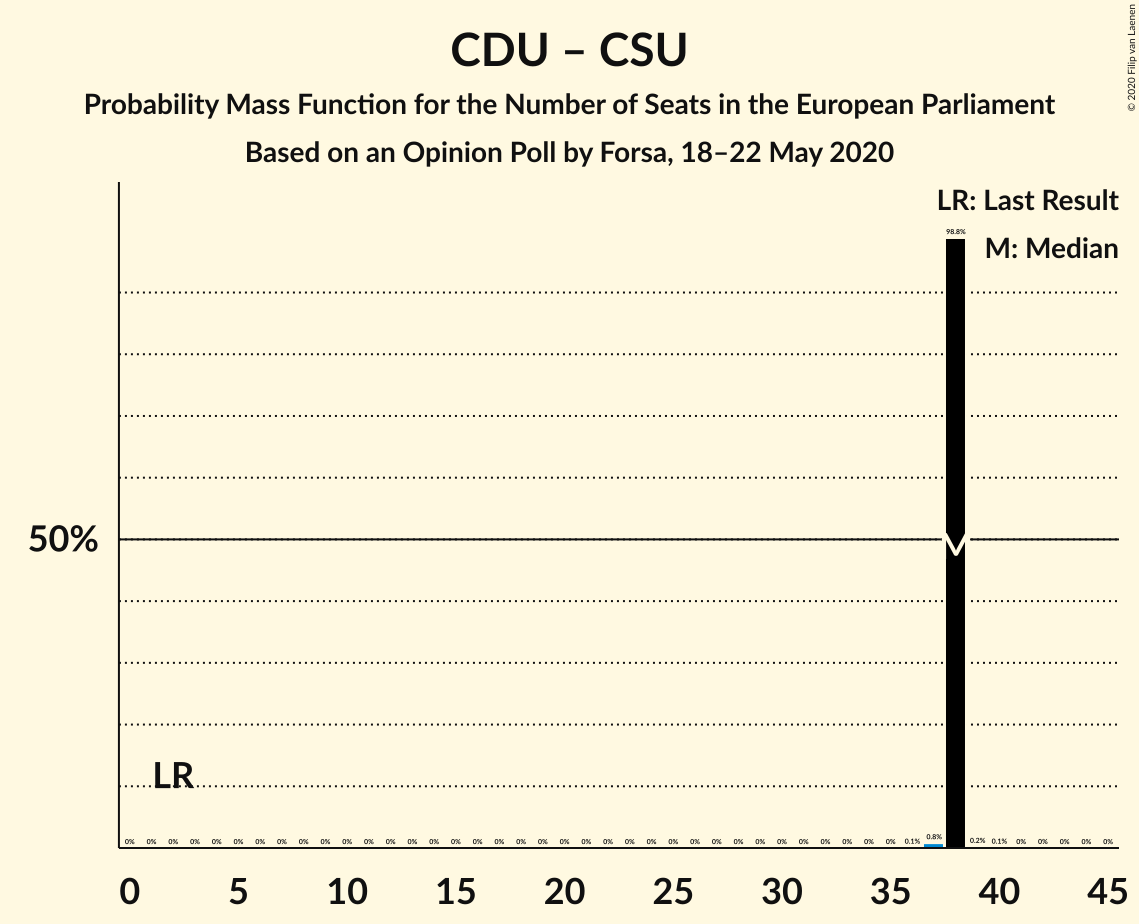 CDU – CSU
Probability Mass Function for the Number of Seats in the European Parliament
Based on an Opinion Poll by Forsa, 18–22 May 2020
© 2020 Filip van Laenen
LR: Last Result
M: Median
98.8%
50%
LR
0% 0% 0% 0% 0% 0% 0% 0% 0% 0% 0% 0% 0% 0% 0% 0% 0% 0% 0% 0% 0% 0% 0% 0% 0% 0% 0% 0% 0% 0% 0% 0% 0% 0% 0% 0% 0.1% 0.8% 0.2% 0.1% 0% 0% 0% 0% 0%
0 5 10 15 20 25 30 35 40 45